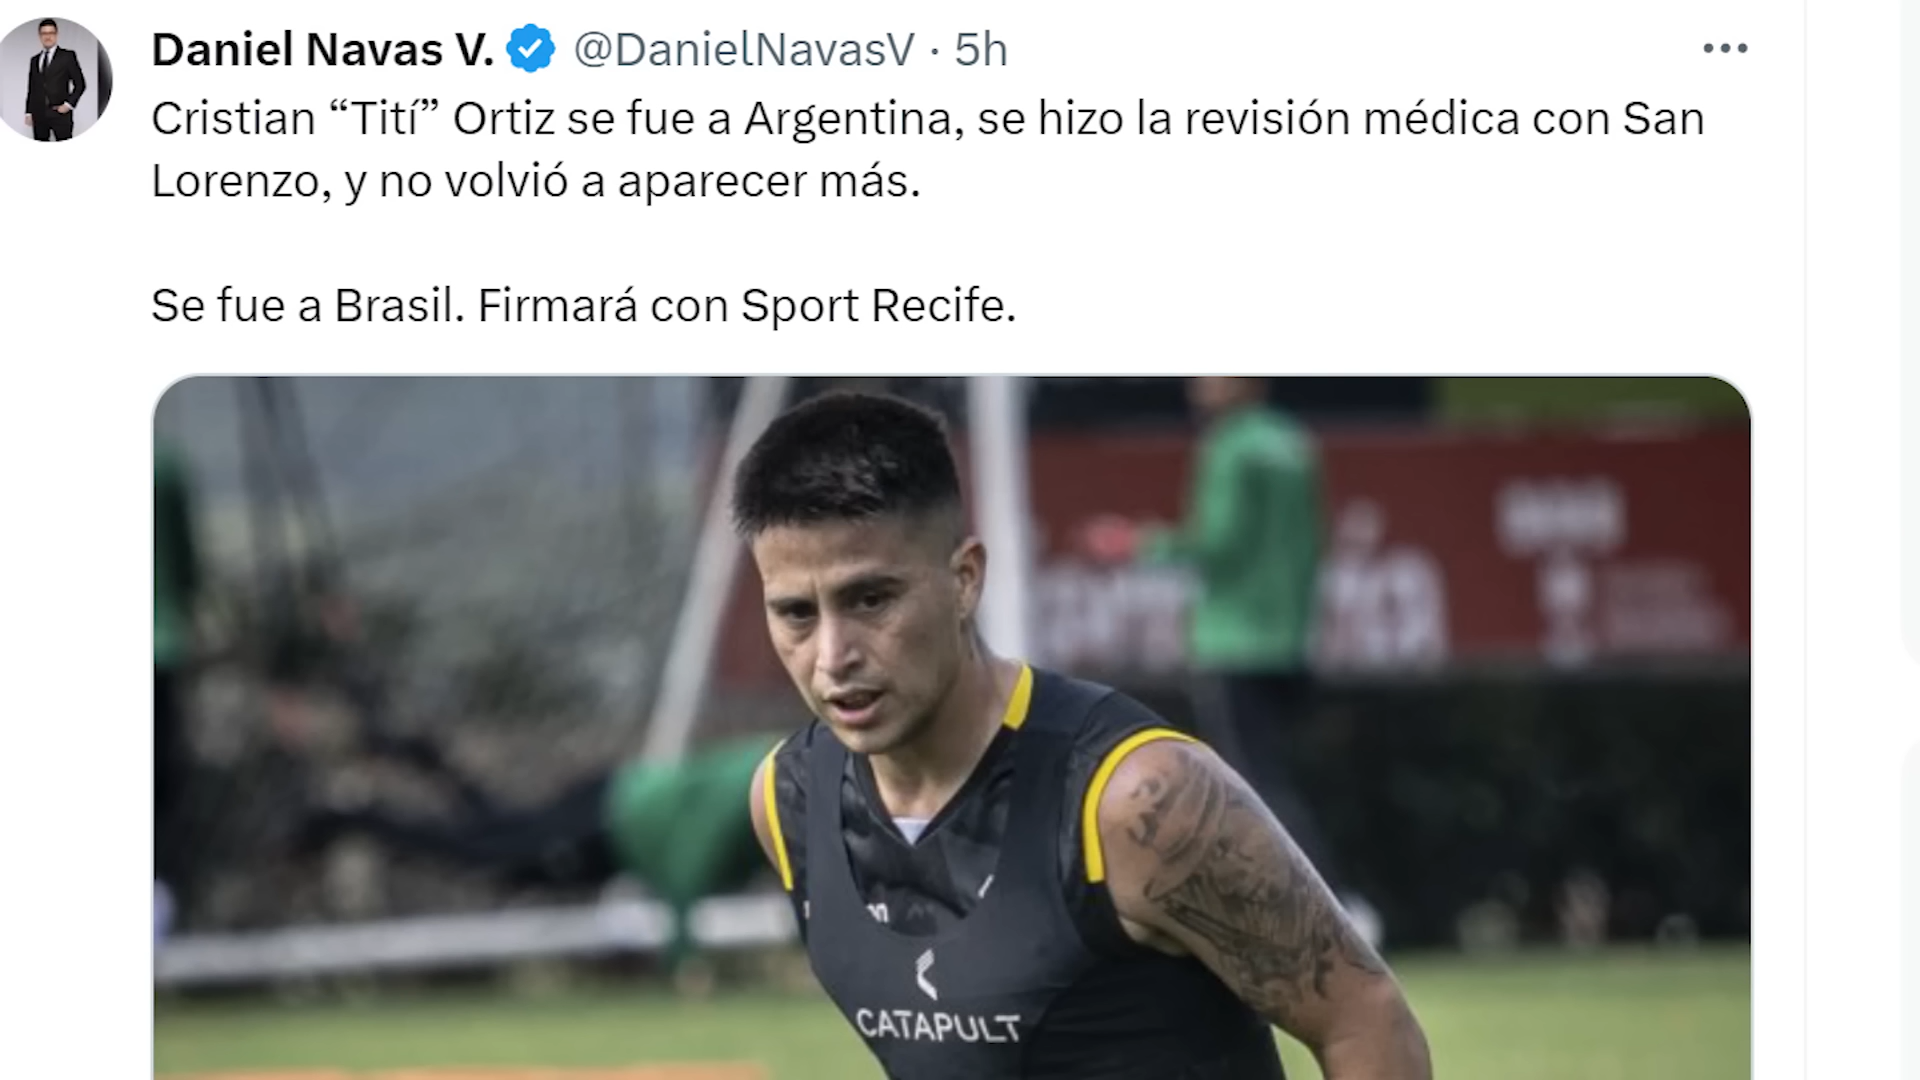 Daniel Navas V. @DanielNavasV · 5h
Cristian “Tití” Ortiz se fue a Argentina, se hizo la revisión médica con San
Lorenzo, y no volvió a aparecer más.
Se fue a Brasil. Firmará con Sport Recife.
CATAPULT